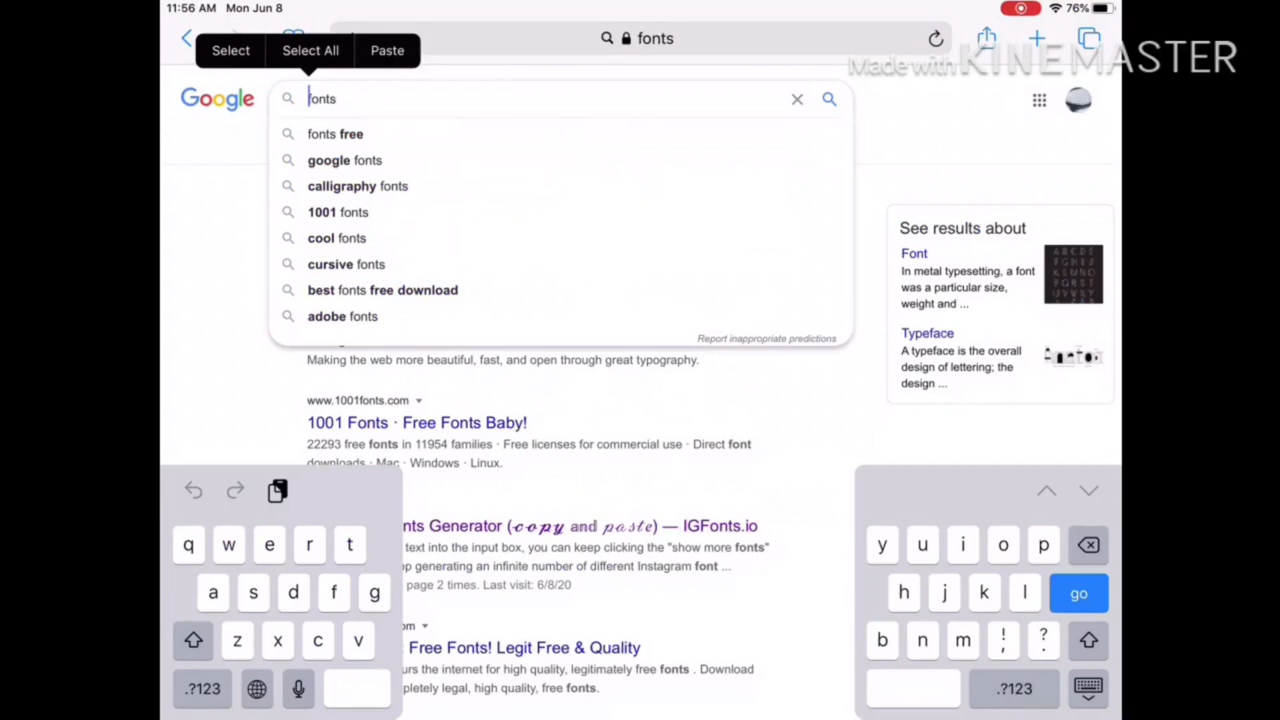 11:56 AM Mon Jun 8
76%
Select Select All Paste
fonts
Made with KINEMASTER
Google
fonts
fonts free
google fonts
calligraphy fonts
1001 fonts
cool fonts
cursive fonts
best fonts free download
adobe fonts
Report inappropriate predictions
See results about
Font
In metal typesetting, a font
was a particular size,
weight and ...
Typeface
A typeface is the overall
design of lettering; the
design ...
Making the web more beautiful, fast, and open through great typography.
www.1001fonts.com
1001 Fonts · Free Fonts Baby!
22293 free fonts in 11954 families · Free licenses for commercial use · Direct font
downloads · Mac · Windows · Linux.
nts Generator (𝓬𝓸𝓹𝔂 𝕒𝕟𝕕 𝓅𝒶𝓈𝓉𝑒) — IGFonts.io
text into the input box, you can keep clicking the "show more fonts"
p generating an infinite number of different Instagram font ...
page 2 times. Last visit: 6/8/20
om
Free Fonts! Legit Free & Quality
urs the internet for high quality, legitimately free fonts . Download
pletely legal, high quality, free fonts.
q w e r t
a s d f g
z x c v
.?123
y u i o p
h j k l go
b n m ! , ? .
.?123